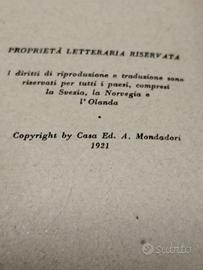 PROPRIETÀ LETTERARIA RISERVATA
I diritti di riproduzione e traduzione sono
riservati per tutti i paesi, compresi
la Svezia, la Norvegia e
l'Olanda
Copyright by Casa Ed. A. Mondadori
1921
subito